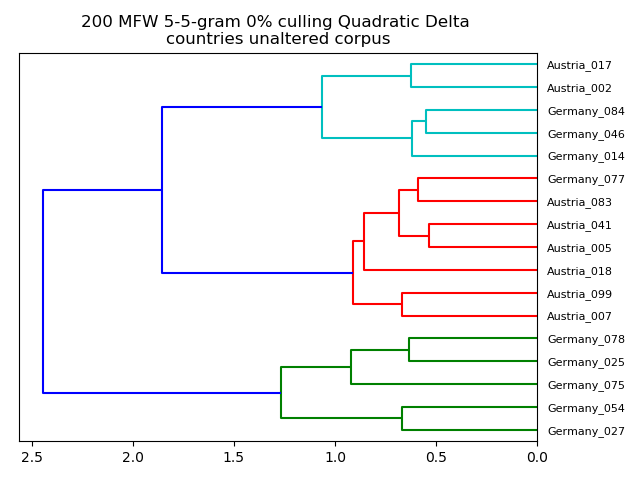 200 MFW 5-5-gram 0% culling Quadratic Delta
countries unaltered corpus
Austria_017
Austria_002
Germany_084
Germany_046
Germany_014
Germany_077
Austria_083
Austria_041
Austria_005
Austria_018
Austria_099
Austria_007
Germany_078
Germany_025
Germany_075
Germany_054
Germany_027
2.5 2.0 1.5 1.0 0.5 0.0